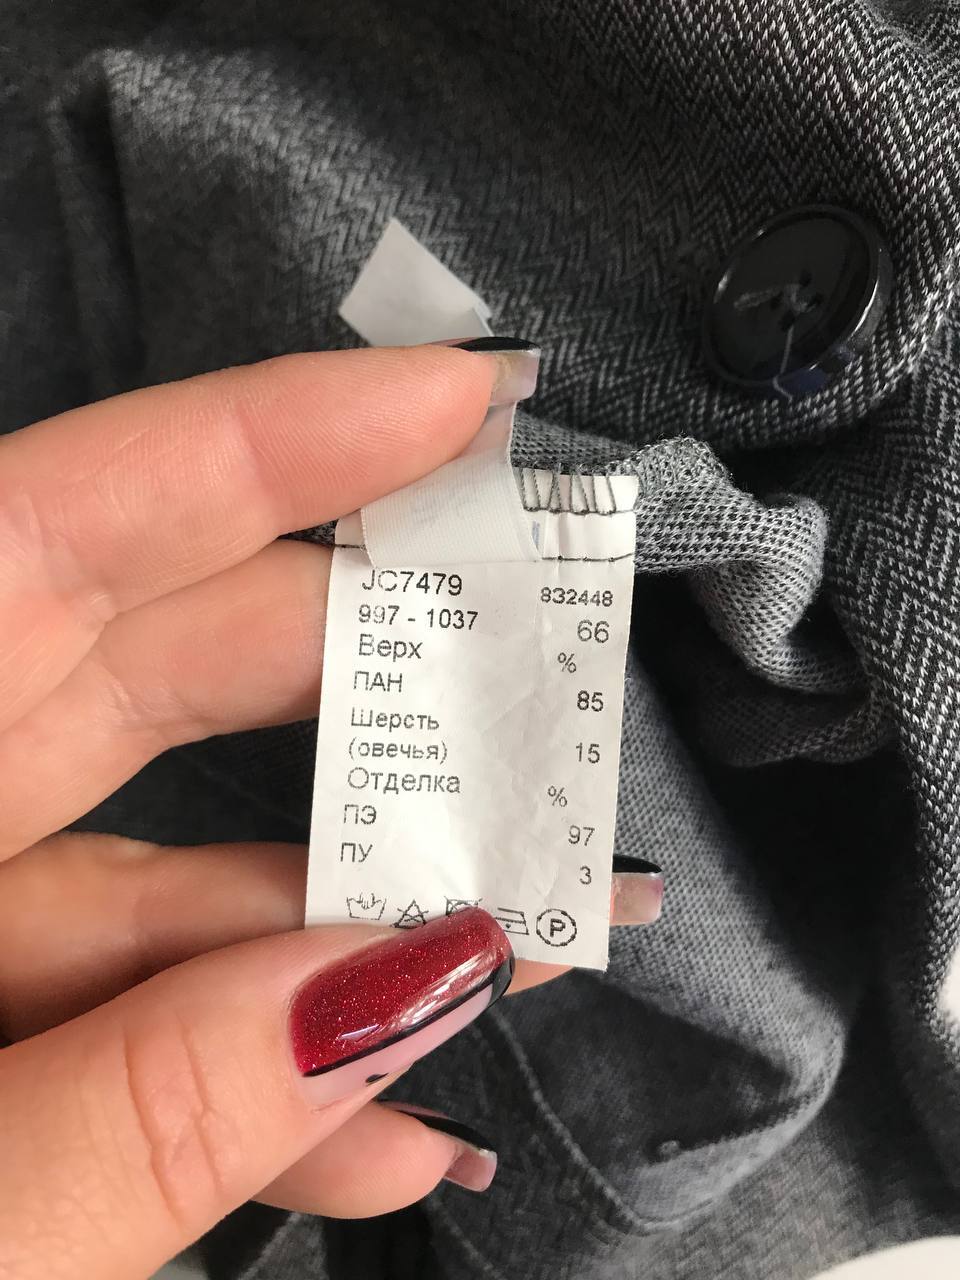 JC7479 832448
997 - 1037 66
Верх %
ПАН 85
Шерсть
(овечья) 15
Отделка %
ПЭ 97
ПУ 3
P